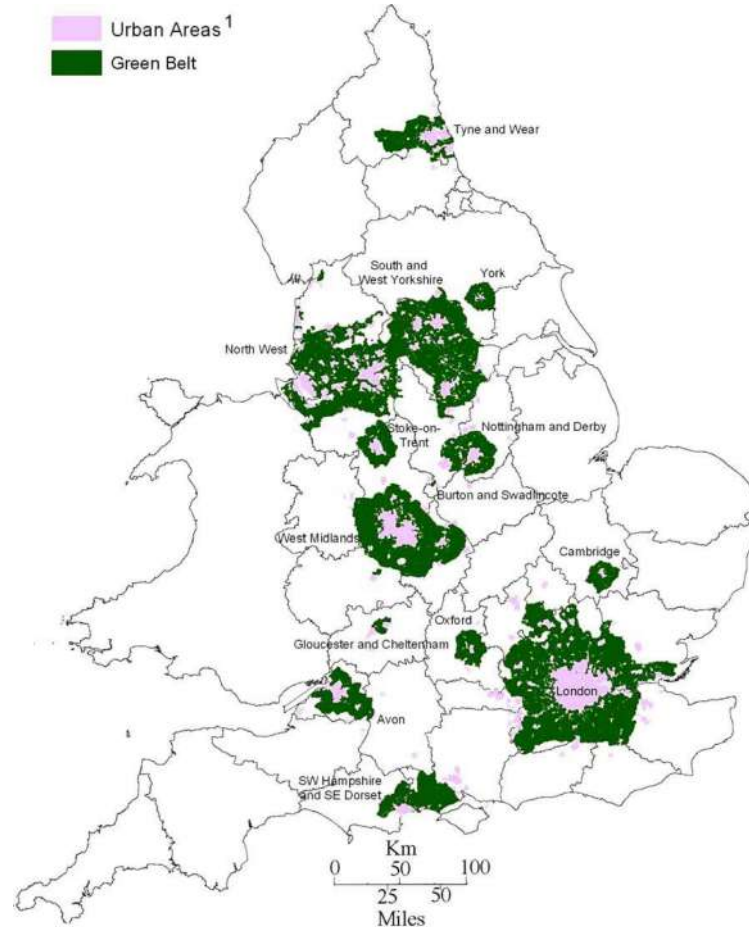 Urban Areas 1
Green Belt
Tyne and Wear
South and
West Yorkshire
York
North West
Stoke-on-
Trent
Nottingham and Derby
Burton and Swadlincote
West Midlands
Cambridge
Oxford
Gloucester and Cheltenham
London
Avon
SW Hampshire
and SE Dorset
Km
0 50 100
25 50
Miles